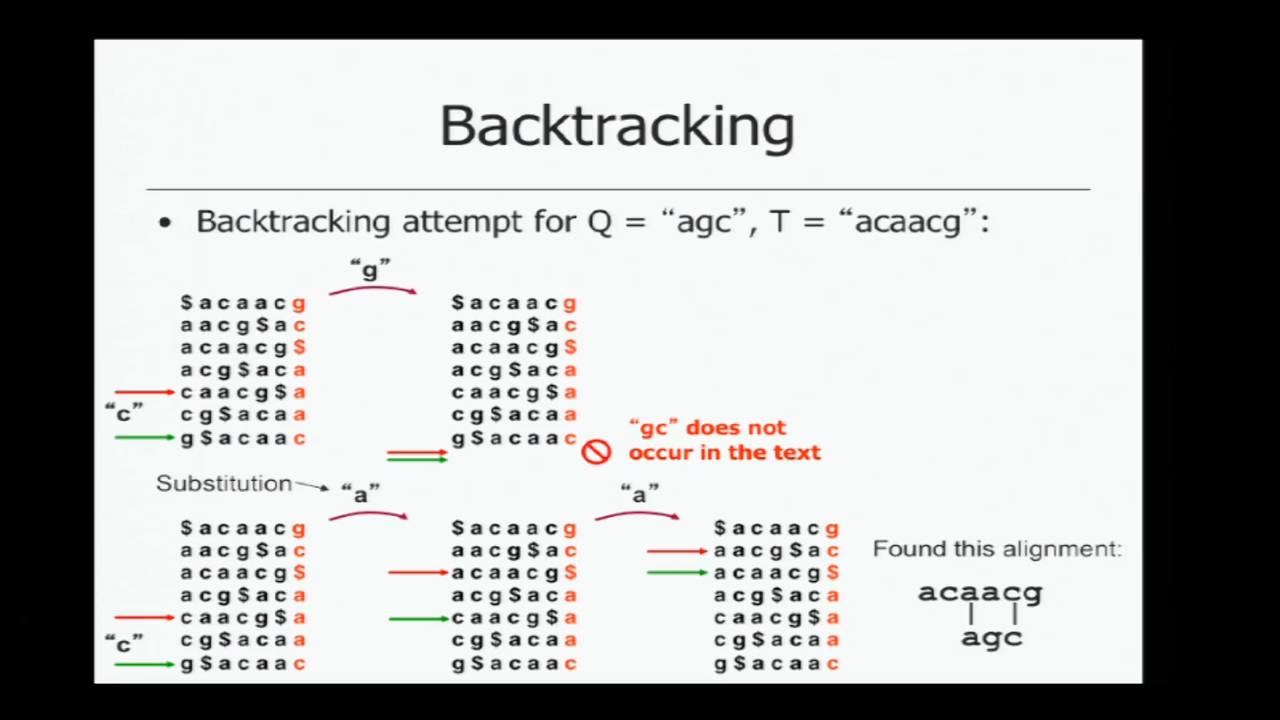 Backtracking
• Backtracking attempt for Q = “agc”, T = “acaacg”:
“g”
$acaacg $acaacg
aacg$ac aacg$ac
acaacg$ acaacg$
acg$aca acg$aca
caacg$a caacg$a
“c” cg$acaa cg$acaa “gc” does not
g$acaac g$acaac occur in the text
Substitution “a” “a”
$acaacg $acaacg $acaacg
aacg$ac aacg$ac aacg$ac Found this alignment:
acaacg$ acaacg$ acaacg$
acg$aca acg$aca acg$aca acaacg
caacg$a caacg$a caacg$a
“c” cg$acaa cg$acaa cg$acaa agc
g$acaac g$acaac g$acaac